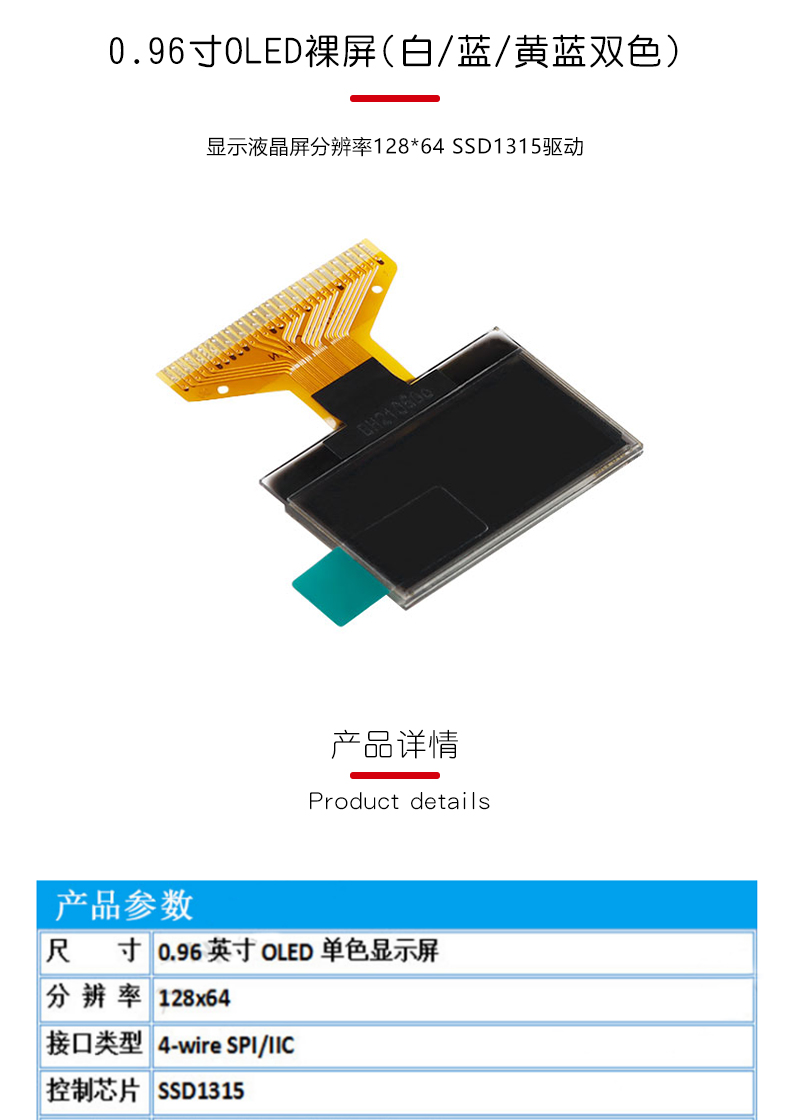 0.96寸OLED裸屏(白/蓝/黄蓝双色)
显示液晶屏分辨率128*64 SSD1315驱动
产品详情
Product details
产品参数
尺 寸 0.96 英寸 OLED 单色显示屏
分 辨 率 128x64
接口类型 4-wire SPI/IIC
控制芯片 SSD1315